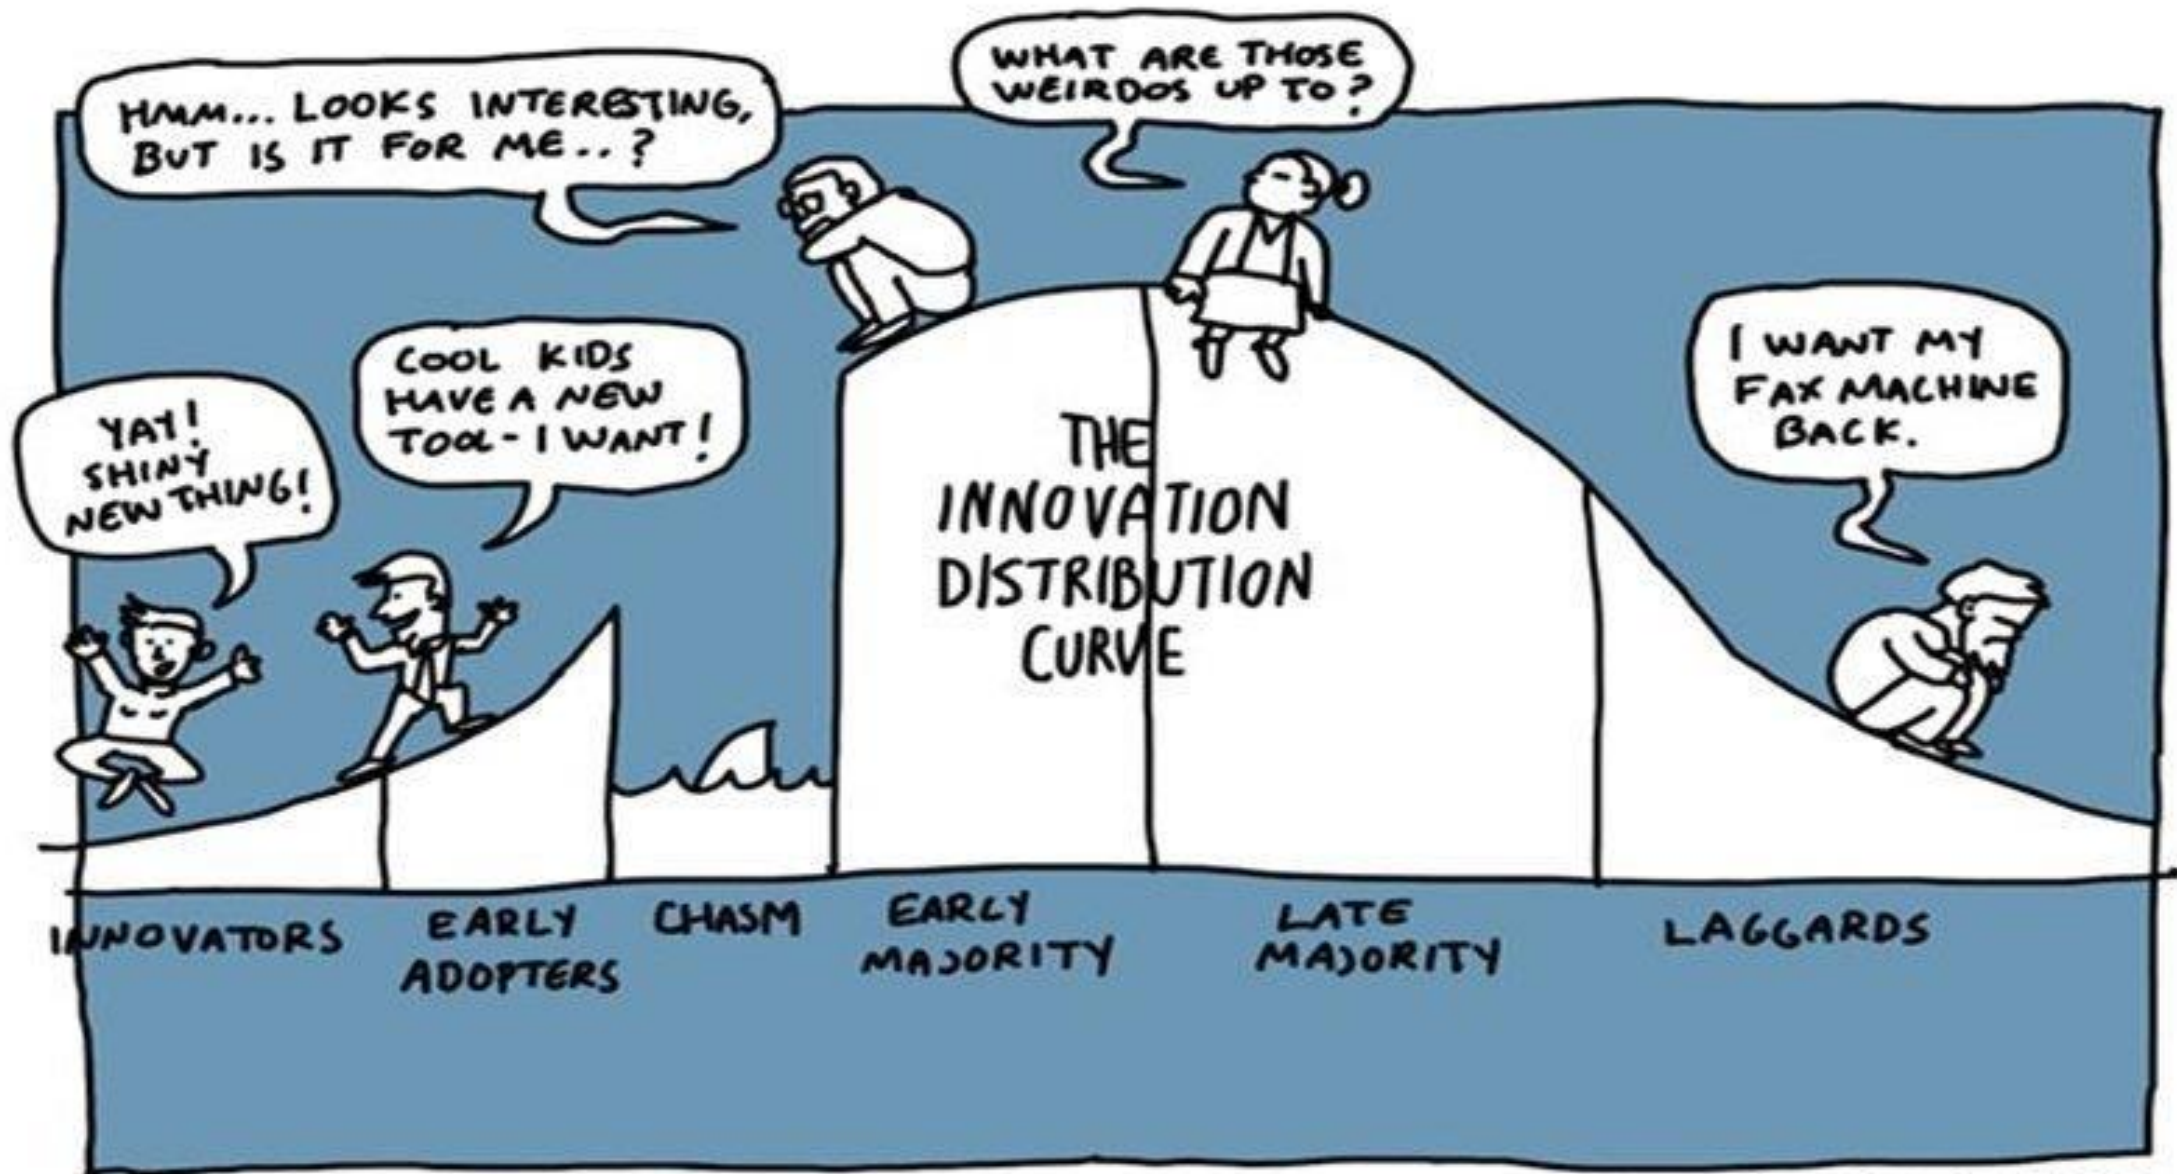 HMM... LOOKS INTERESTING,
BUT IS IT FOR ME..?
WHAT ARE THOSE
WEIRDOS UP TO?
YAY!
SHINY
NEW THING!
COOL KIDS
HAVE A NEW
TOOL - I WANT!
I WANT MY
FAX MACHINE
BACK.
THE
INNOVATION
DISTRIBUTION
CURVE
INNOVATORS
EARLY
ADOPTERS
CHASM
EARLY
MAJORITY
LATE
MAJORITY
LAGGARDS